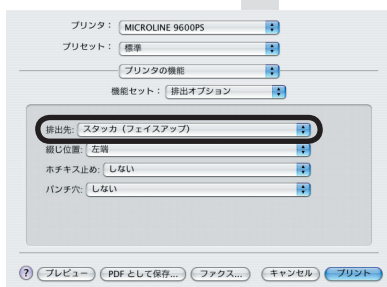 プリンタ： MICROLINE 9600PS
プリセット： 標準
プリンタの機能
機能セット： 排出オプション
排出先: スタッカ（フェイスアップ）
綴じ位置: 左端
ホチキス止め: しない
パンチ穴: しない
? プレビュー PDF として保存... ファクス... キャンセル プリント